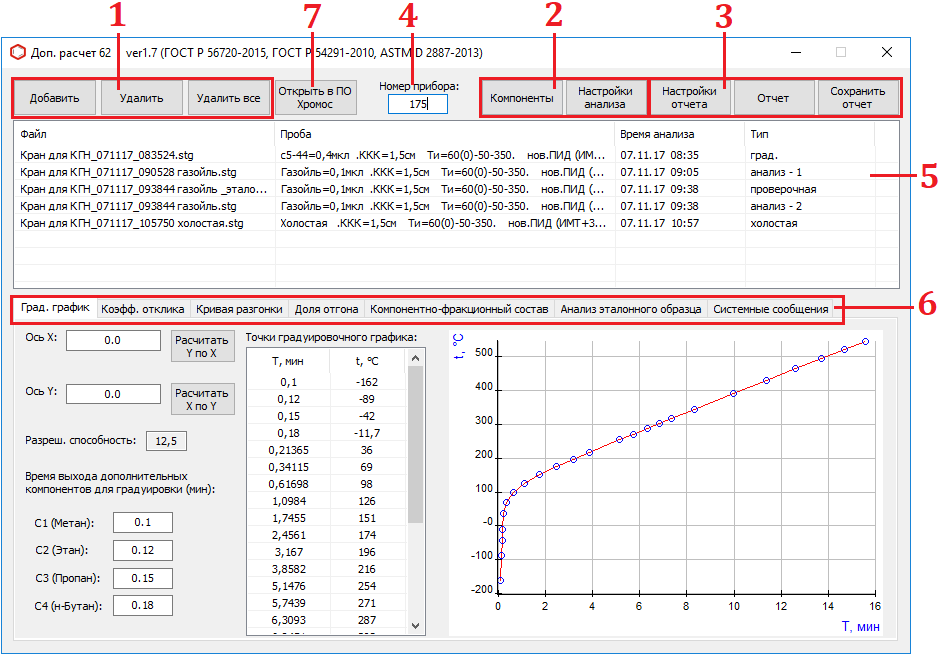 1 7 4 2 3
Доп. расчет 62 ver1.7 (ГОСТ Р 56720-2015, ГОСТ Р 54291-2010, ASTM D 2887-2013)
Добавить Удалить Удалить все Открыть в ПО Хромос Номер прибора: 175 Компоненты Настройки анализа Настройки отчета Отчет Сохранить отчет
Файл Проба Время анализа Тип
Кран для КГН_071117_083524.stg с5-44=0,4мкл .ККК=1,5см Ти=60(0)-50-350. нов.ПИД (ИМ... 07.11.17 08:35 град.
Кран для КГН_071117_090528 газойль.stg Газойль=0,1мкл .ККК=1,5см Ти=60(0)-50-350. нов.ПИД (... 07.11.17 09:05 анализ - 1
Кран для КГН_071117_093844 газойль _этало... Газойль=0,1мкл .ККК=1,5см Ти=60(0)-50-350. нов.ПИД (... 07.11.17 09:38 проверочная
Кран для КГН_071117_093844 газойль.stg Газойль=0,1мкл .ККК=1,5см Ти=60(0)-50-350. нов.ПИД (... 07.11.17 09:38 анализ - 2
Кран для КГН_071117_105750 холостая.stg Холостая .ККК=1,5см Ти=60(0)-50-350. нов.ПИД (ИМТ+3... 07.11.17 10:57 холостая
5
Град. график Коэфф. отклика Кривая разгонки Доля отгона Компонентно-фракционный состав Анализ эталонного образца Системные сообщения
6
Ось X: 0.0 Расчитать Y по X
Ось Y: 0.0 Расчитать X по Y
Разреш. способность: 12,5
Время выхода дополнительных
компонентов для градуировки (мин):
C1 (Метан): 0.1
C2 (Этан): 0.12
C3 (Пропан): 0.15
C4 (н-Бутан): 0.18
Точки градуировочного графика:
Т, мин t, ºC
0,1 -162
0,12 -89
0,15 -42
0,18 -11,7
0,21365 36
0,34115 69
0,61698 98
1,0984 126
1,7455 151
2,4561 174
3,167 196
3,8582 216
5,1476 254
5,7439 271
6,3093 287
t, °C
500
400
300
200
100
-0
-100
-200
0 2 4 6 8 10 12 14 16
Т, мин